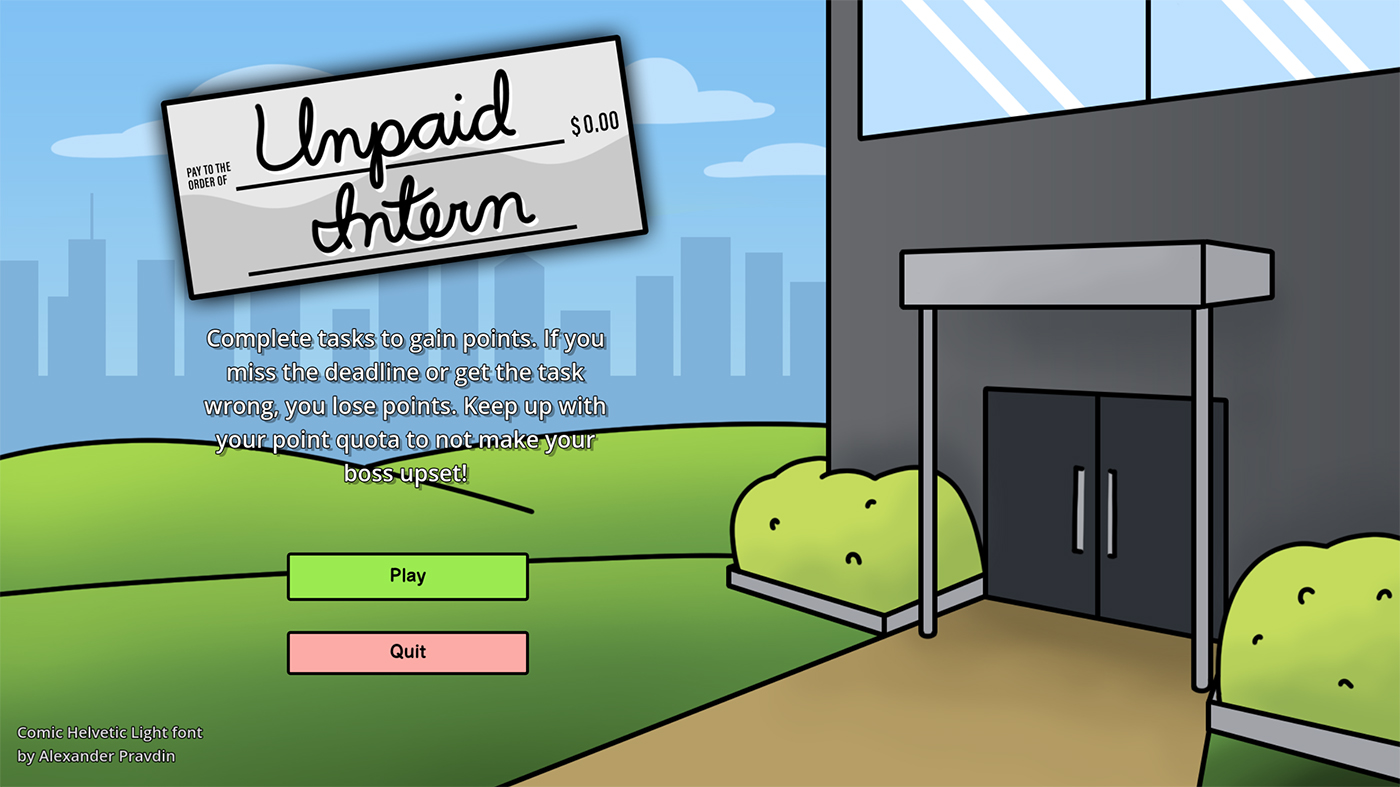 Unpaid
$0.00
PAY TO THE
ORDER OF
Intern
Complete tasks to gain points. If you
miss the deadline or get the task
wrong, you lose points. Keep up with
your point quota to not make your
boss upset!
Play
Quit
Comic Helvetic Light font
by Alexander Pravdin